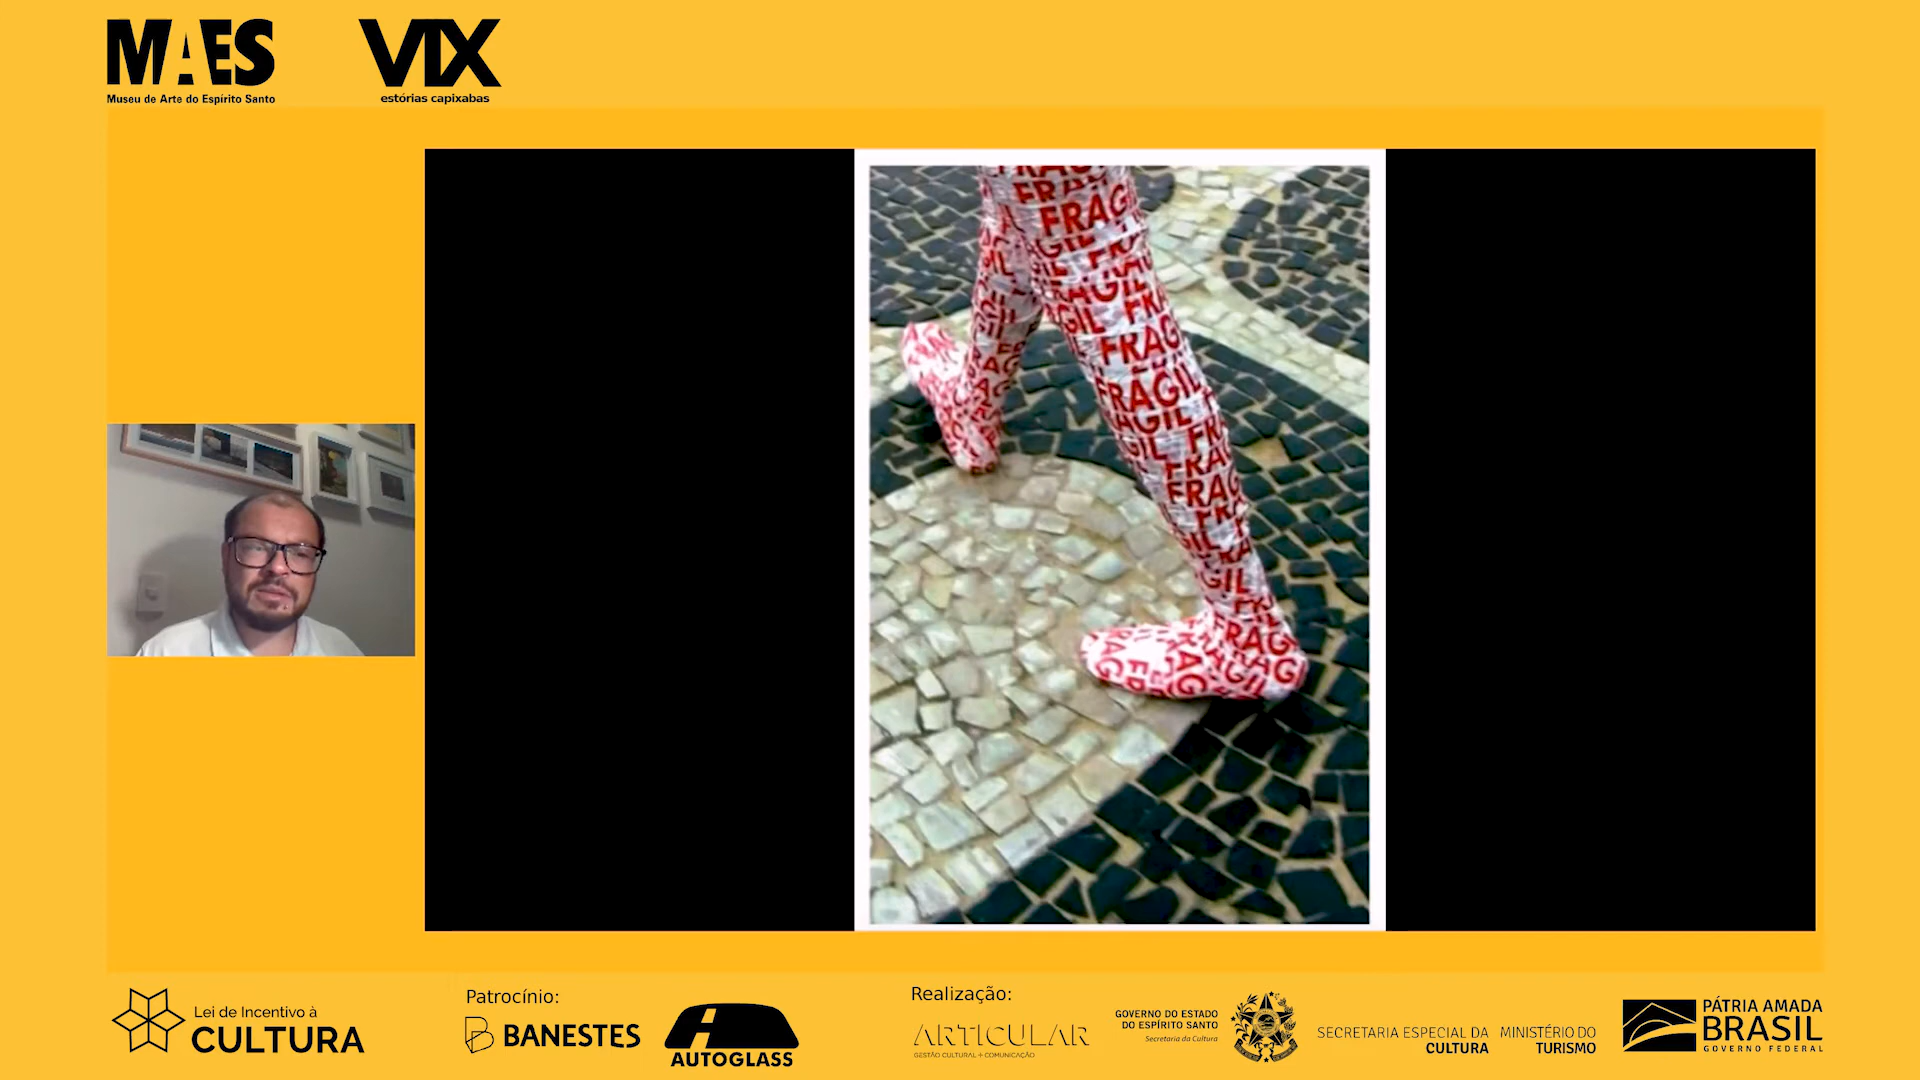 MAES
Museu de Arte do Espírito Santo
VIX
estórias capixabas
FRÁGIL
FRÁGIL
FRÁGIL
FRÁGIL
Lei de Incentivo à
CULTURA
Patrocínio:
BANESTES
AUTOGLASS
Realização:
ARTICULAR
GESTÃO CULTURAL + COMUNICAÇÃO
GOVERNO DO ESTADO
DO ESPÍRITO SANTO
Secretaria da Cultura
SECRETARIA ESPECIAL DA
CULTURA
MINISTÉRIO DO
TURISMO
PÁTRIA AMADA
BRASIL
GOVERNO FEDERAL